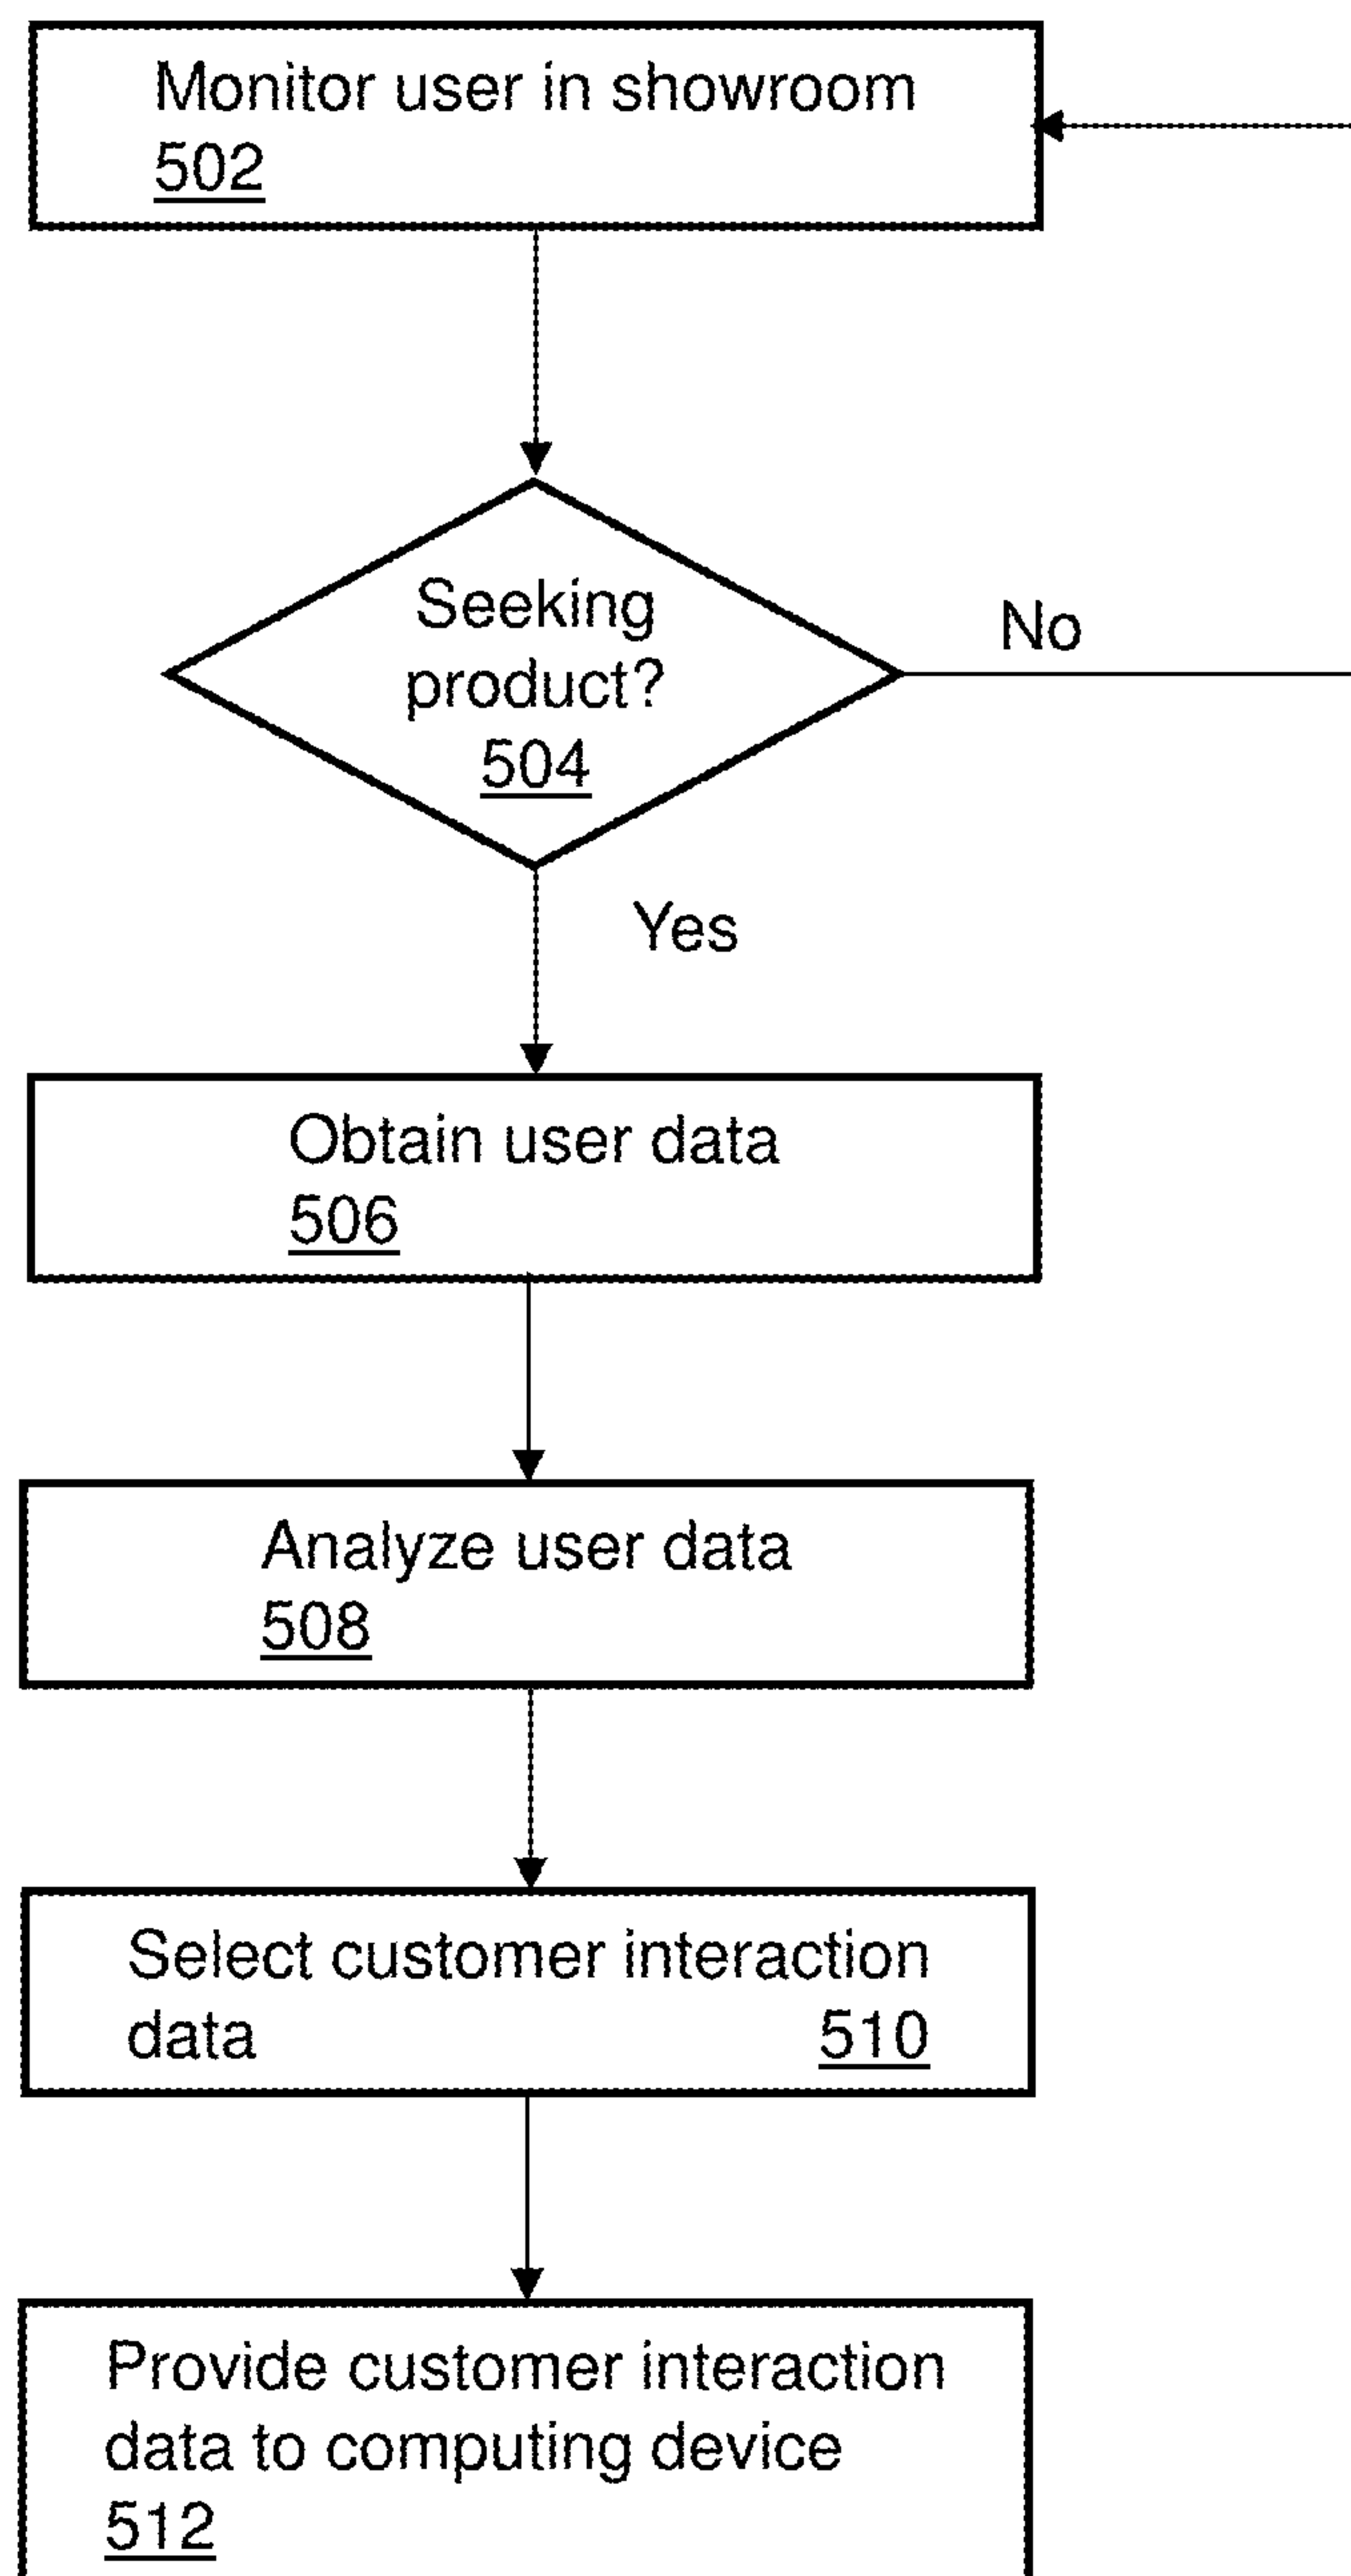 Monitor user in showroom
502
Seeking
product?
504
No
Yes
Obtain user data
506
Analyze user data
508
Select customer interaction
data 510
Provide customer interaction
data to computing device
512